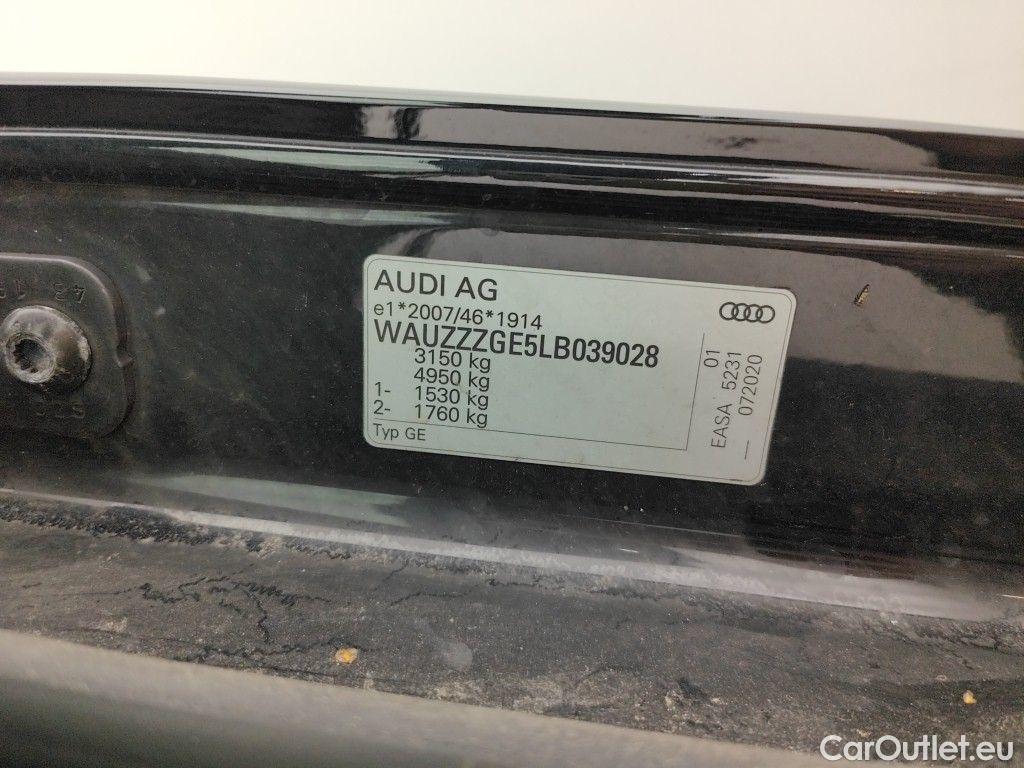 AUDI AG
e1*2007/46*1914
WAUZZZGE5LB039028
3150 kg
4950 kg
1- 1530 kg
2- 1760 kg
Typ GE
01
EASA 5231
— 072020
CarOutlet.eu